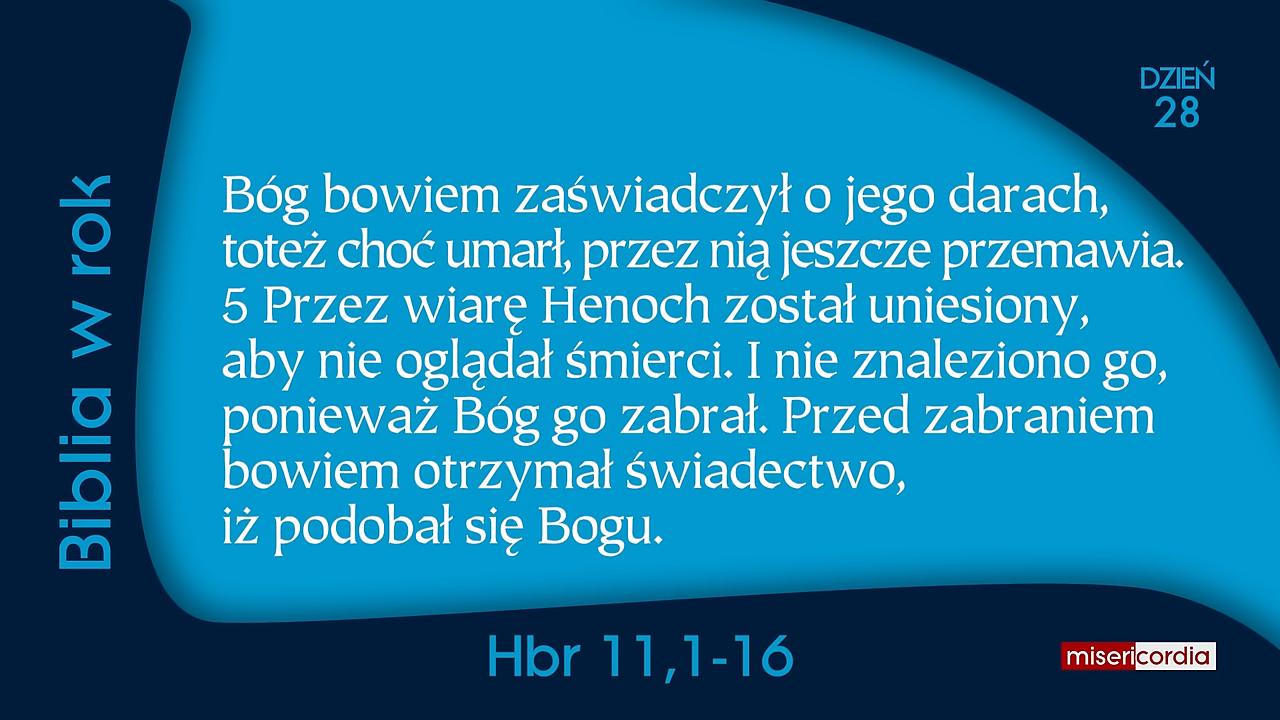 DZIEŃ
28
Biblia w rok
Bóg bowiem zaświadczył o jego darach,
toteż choć umarł, przez nią jeszcze przemawia.
5 Przez wiarę Henoch został uniesiony,
aby nie oglądał śmierci. I nie znaleziono go,
ponieważ Bóg go zabrał. Przed zabraniem
bowiem otrzymał świadectwo,
iż podobał się Bogu.
Hbr 11,1-16
misericordia